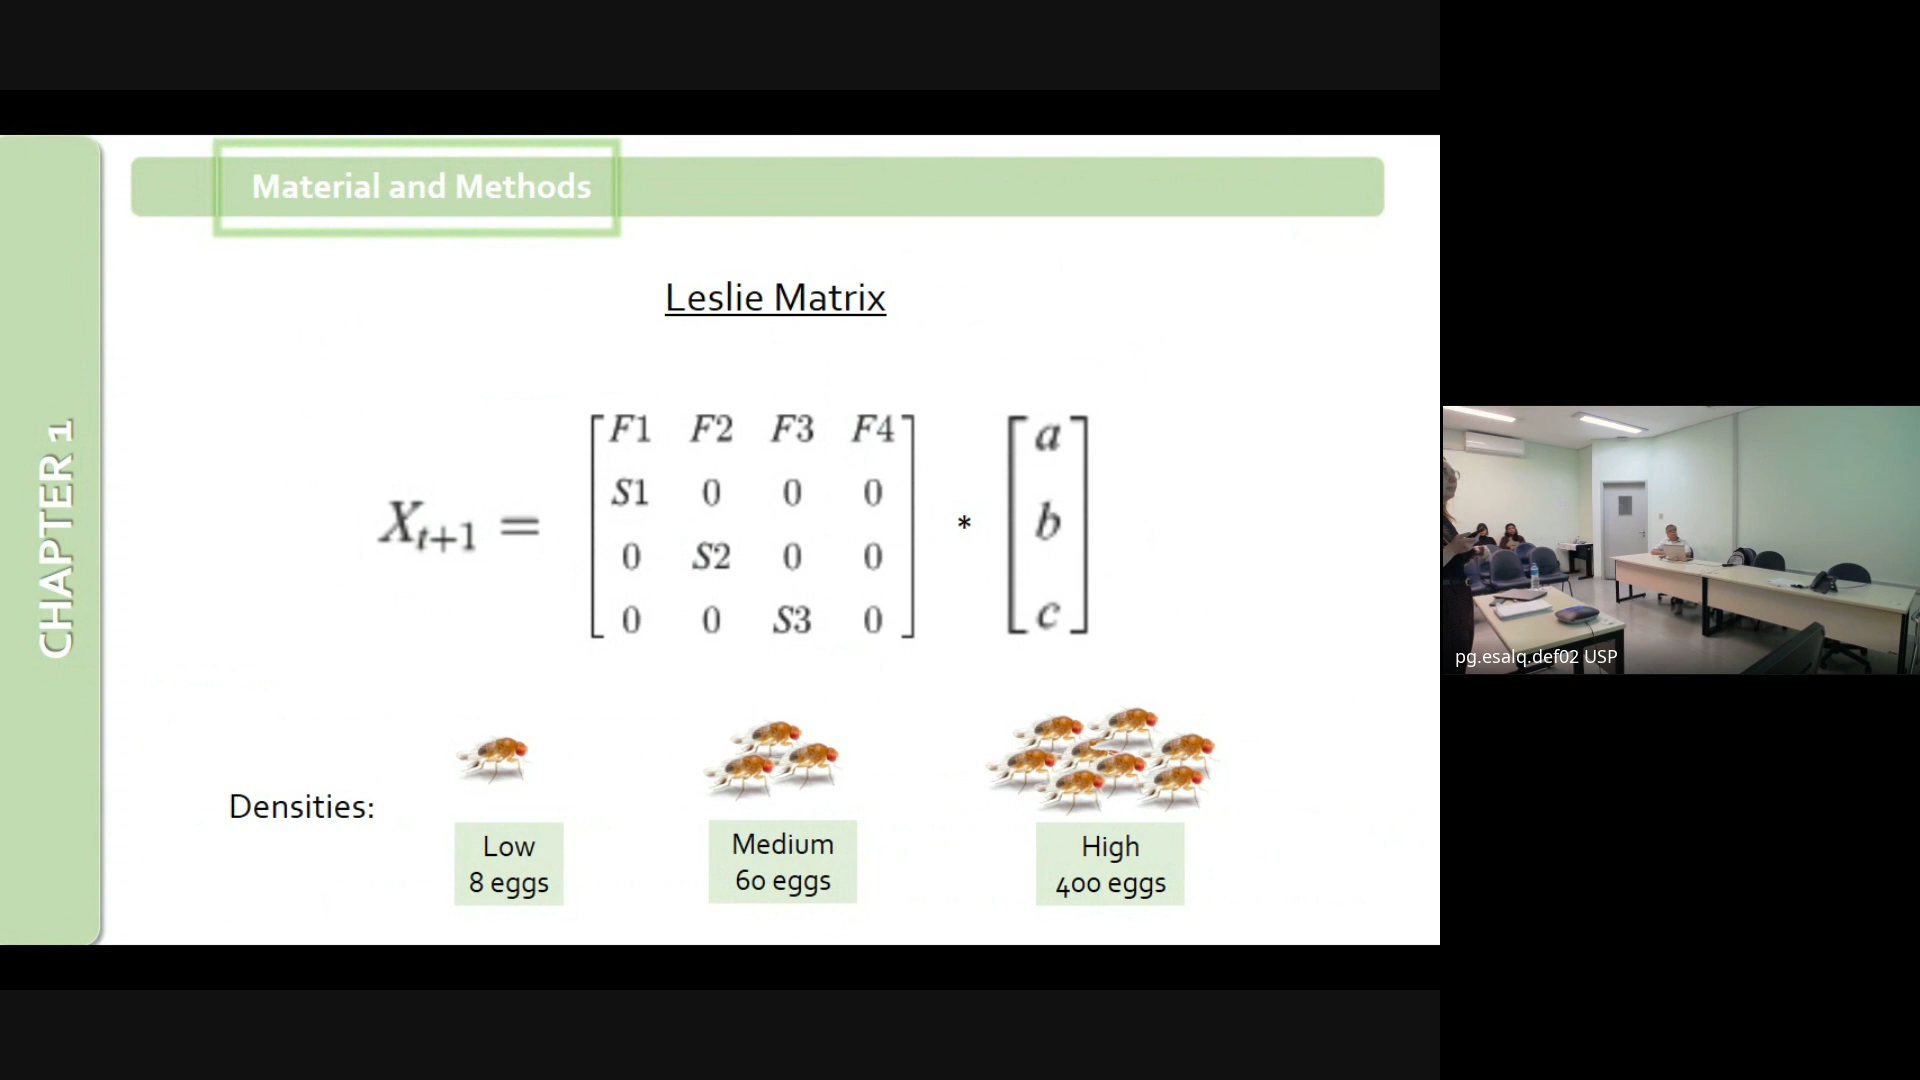 CHAPTER 1
Material and Methods
Leslie Matrix
X_{t+1} =
F1 F2 F3 F4
S1 0 0 0
0 S2 0 0
0 0 S3 0
*
a
b
c
Densities:
Low
8 eggs
Medium
60 eggs
High
400 eggs
pg.esalq.def02 USP